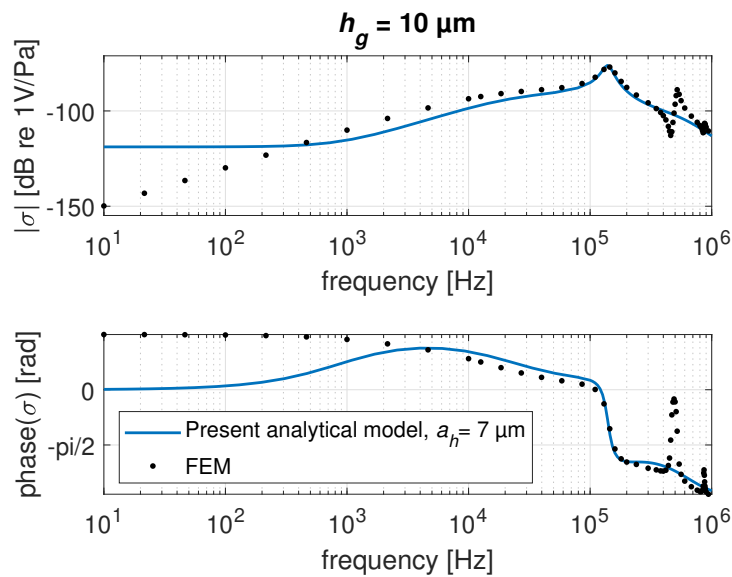 h_g = 10 µm
|σ| [dB re 1V/Pa]
-100
-150
10^1 10^2 10^3 10^4 10^5 10^6
frequency [Hz]
phase(σ) [rad]
0
-pi/2
Present analytical model, a_h= 7 µm
FEM
10^1 10^2 10^3 10^4 10^5 10^6
frequency [Hz]